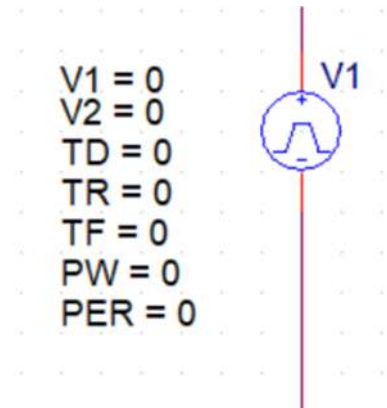 V1 = 0
V2 = 0
TD = 0
TR = 0
TF = 0
PW = 0
PER = 0
V1